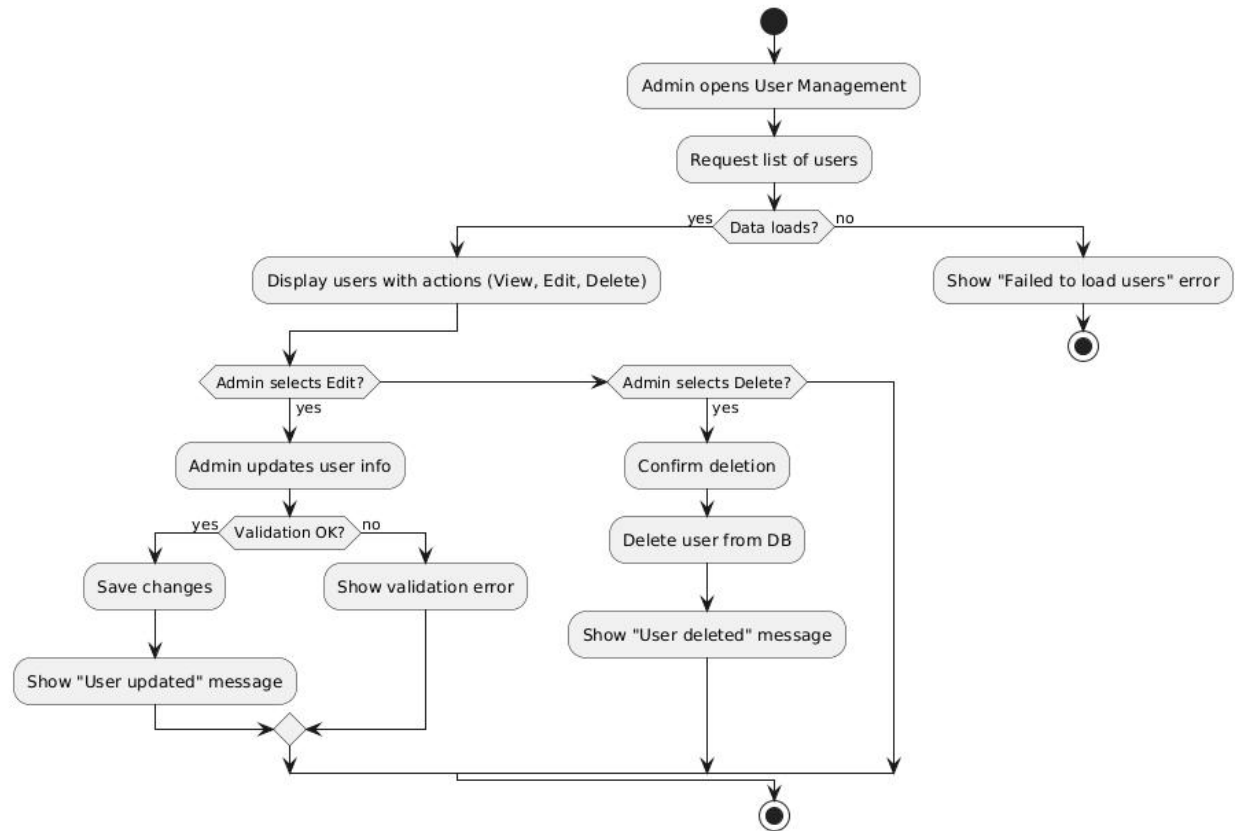 Admin opens User Management
Request list of users
yes
Data loads?
no
Display users with actions (View, Edit, Delete)
Show "Failed to load users" error
Admin selects Edit?
Admin selects Delete?
yes
yes
Admin updates user info
Confirm deletion
yes
Validation OK?
no
Delete user from DB
Save changes
Show validation error
Show "User deleted" message
Show "User updated" message